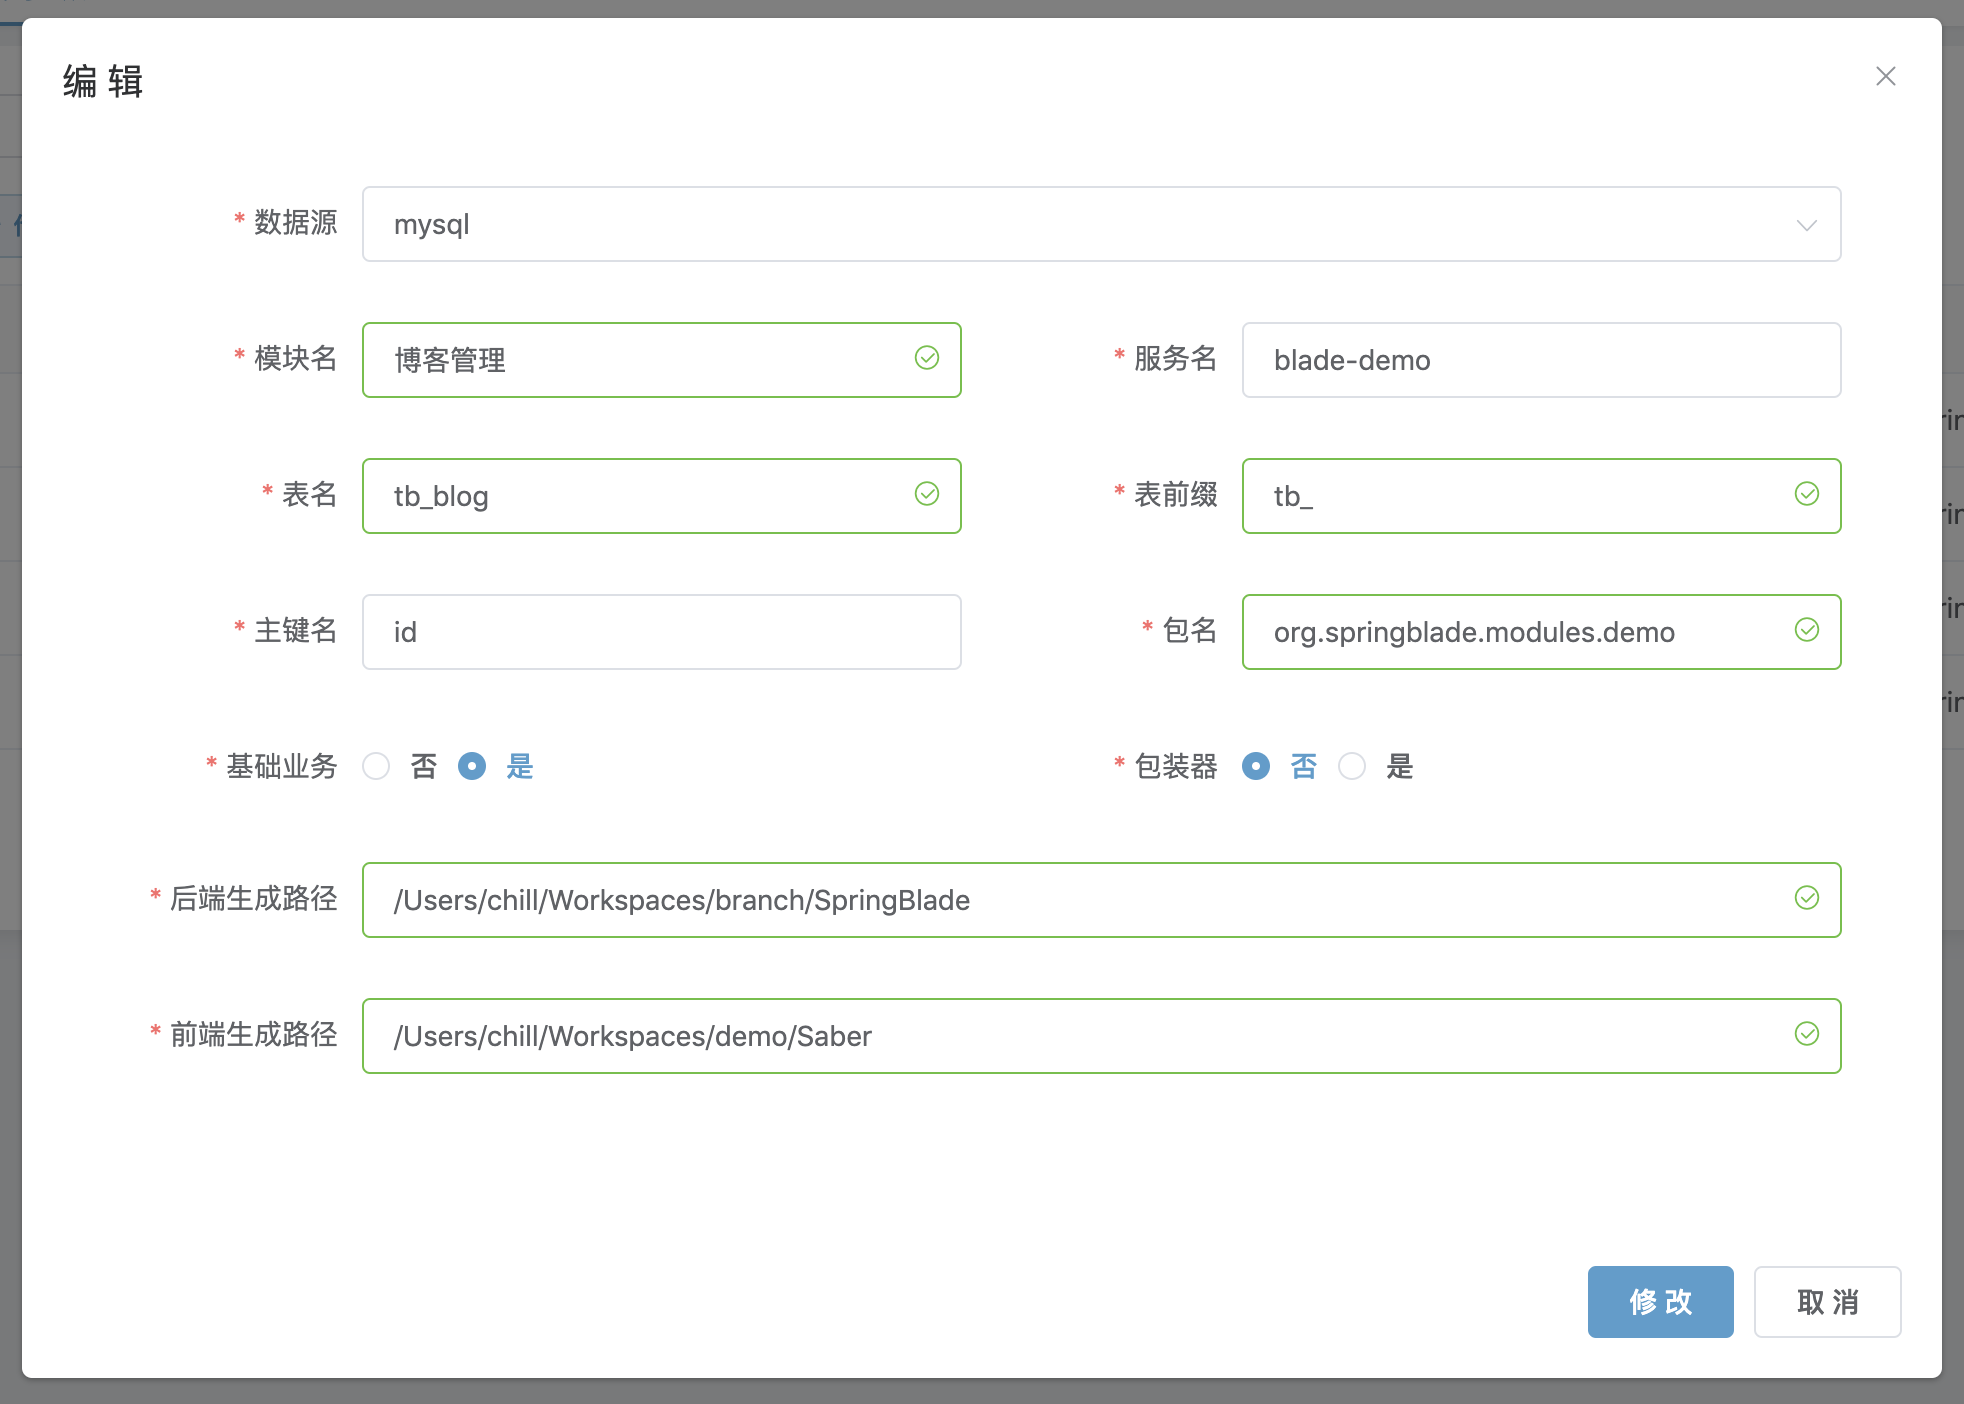 编 辑
* 数据源 mysql
* 模块名 博客管理 * 服务名 blade-demo
* 表名 tb_blog * 表前缀 tb_
* 主键名 id * 包名 org.springblade.modules.demo
* 基础业务 否 是 * 包装器 否 是
* 后端生成路径 /Users/chill/Workspaces/branch/SpringBlade
* 前端生成路径 /Users/chill/Workspaces/demo/Saber
修 改 取 消